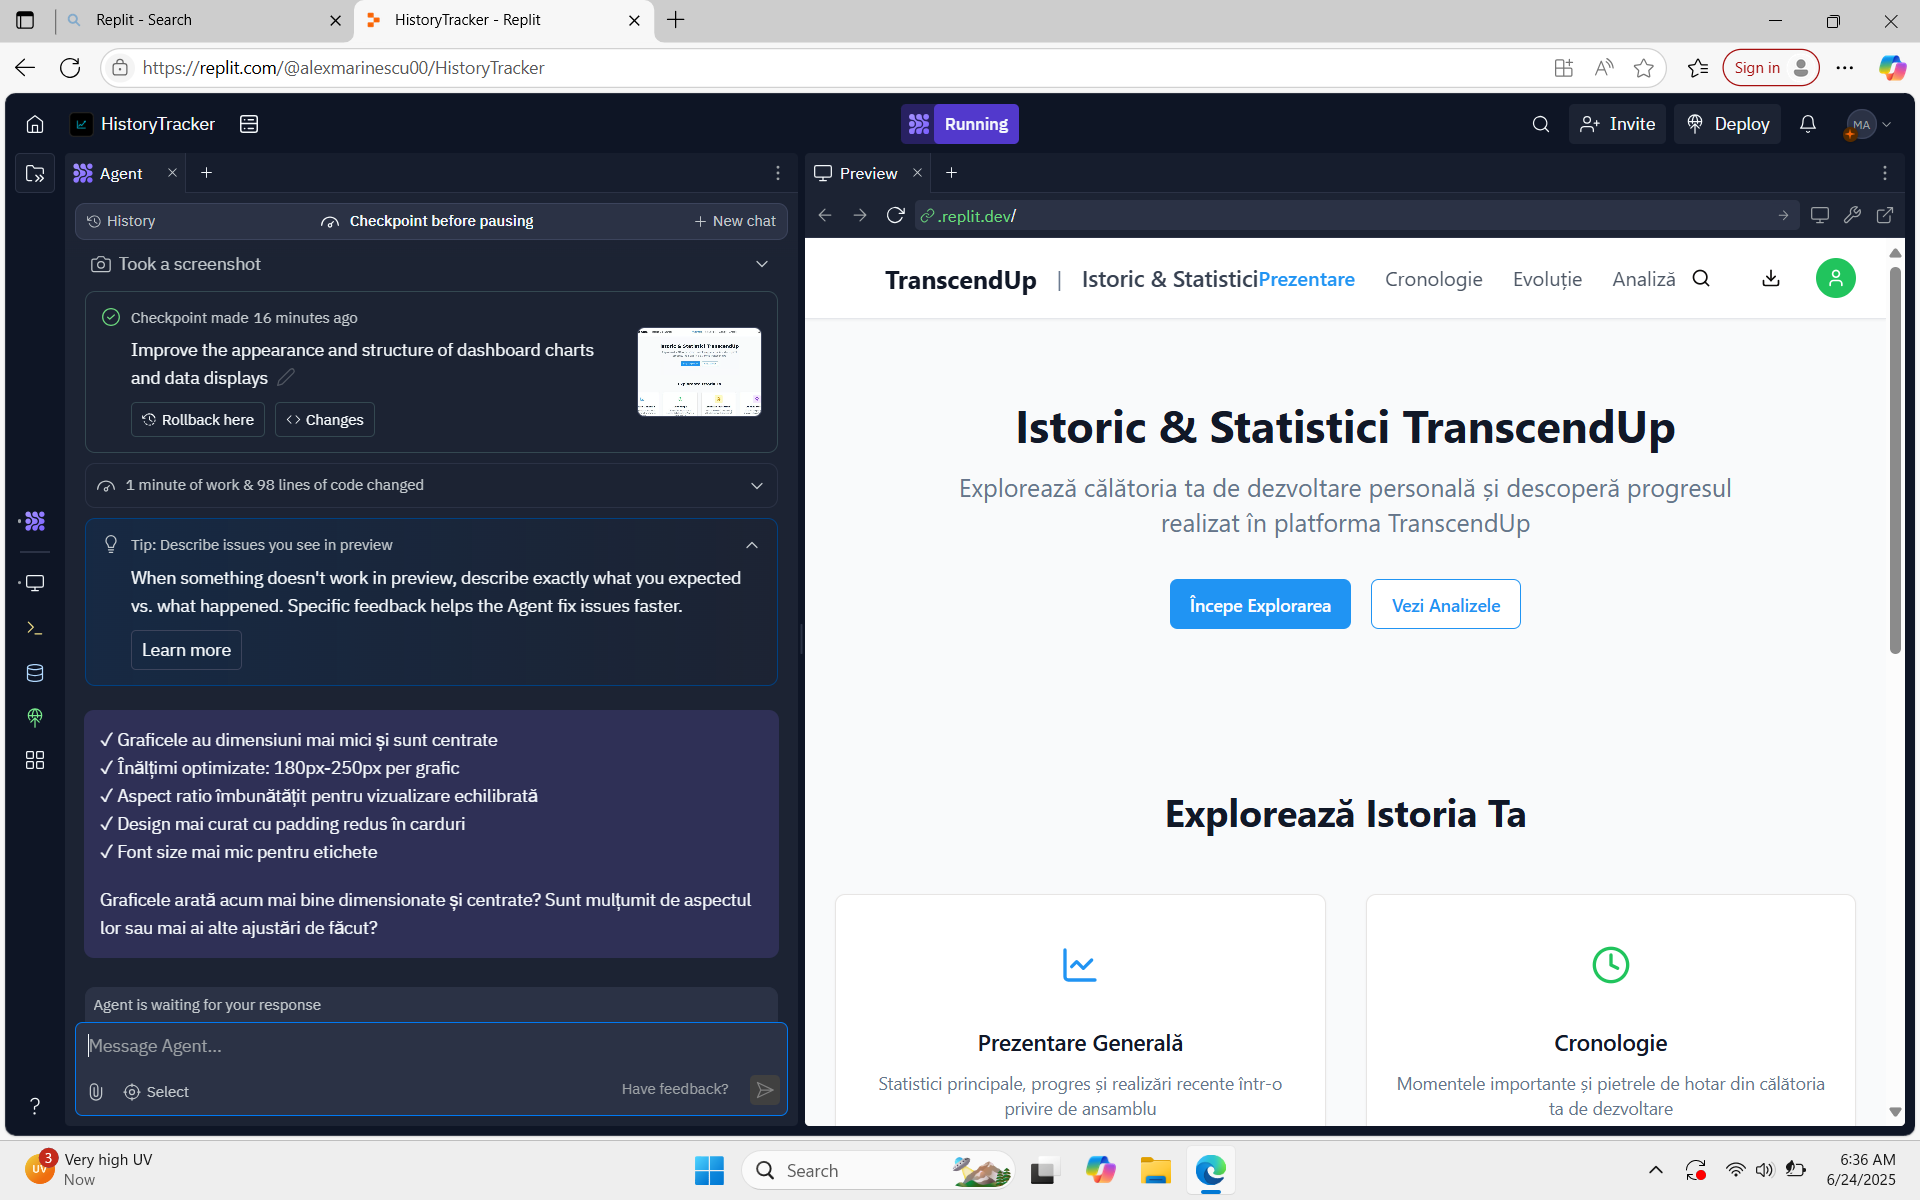 Replit - Search
HistoryTracker - Replit
https://replit.com/@alexmarinescu00/HistoryTracker
Sign in
HistoryTracker
Running
Invite
Deploy
MA
Agent
Preview
History
Checkpoint before pausing
New chat
.replit.dev/
Took a screenshot
Checkpoint made 16 minutes ago
Improve the appearance and structure of dashboard charts
and data displays
Rollback here
Changes
1 minute of work & 98 lines of code changed
Tip: Describe issues you see in preview
When something doesn't work in preview, describe exactly what you expected
vs. what happened. Specific feedback helps the Agent fix issues faster.
Learn more
✓ Graficele au dimensiuni mai mici și sunt centrate
✓ Înălțimi optimizate: 180px-250px per grafic
✓ Aspect ratio îmbunătățit pentru vizualizare echilibrată
✓ Design mai curat cu padding redus în carduri
✓ Font size mai mic pentru etichete
Graficele arată acum mai bine dimensionate și centrate? Sunt mulțumit de aspectul
lor sau mai ai alte ajustări de făcut?
Agent is waiting for your response
Message Agent...
Select
Have feedback?
TranscendUp | Istoric & Statistici
Prezentare
Cronologie
Evoluție
Analiză
Istoric & Statistici TranscendUp
Explorează călătoria ta de dezvoltare personală și descoperă progresul
realizat în platforma TranscendUp
Începe Explorarea
Vezi Analizele
Explorează Istoria Ta
Prezentare Generală
Statistici principale, progres și realizări recente într-o
privire de ansamblu
Cronologie
Momentele importante și pietrele de hotar din călătoria
ta de dezvoltare
UV
3
Very high UV
Now
Search
6:36 AM
6/24/2025